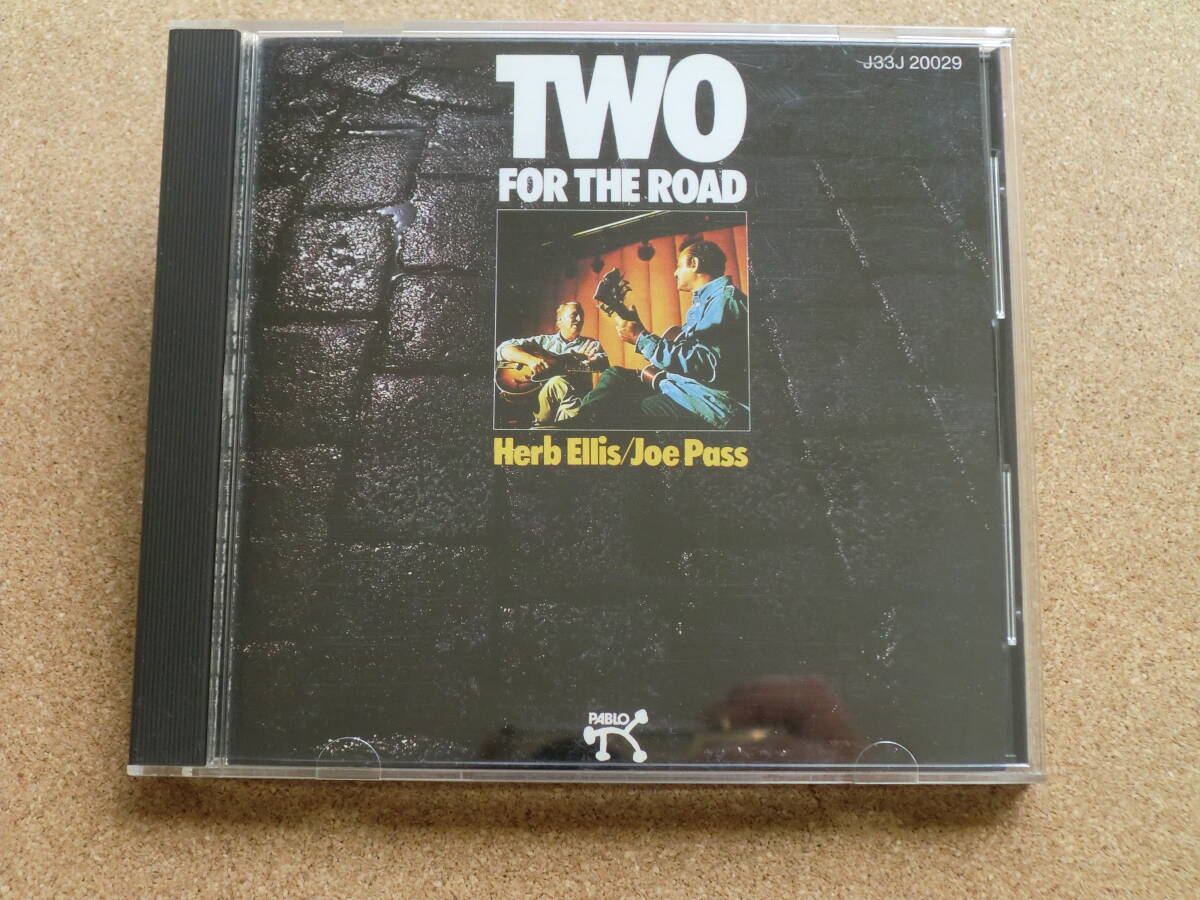 J33J 20029
TWO
FOR THE ROAD
Herb Ellis/Joe Pass
PABLO